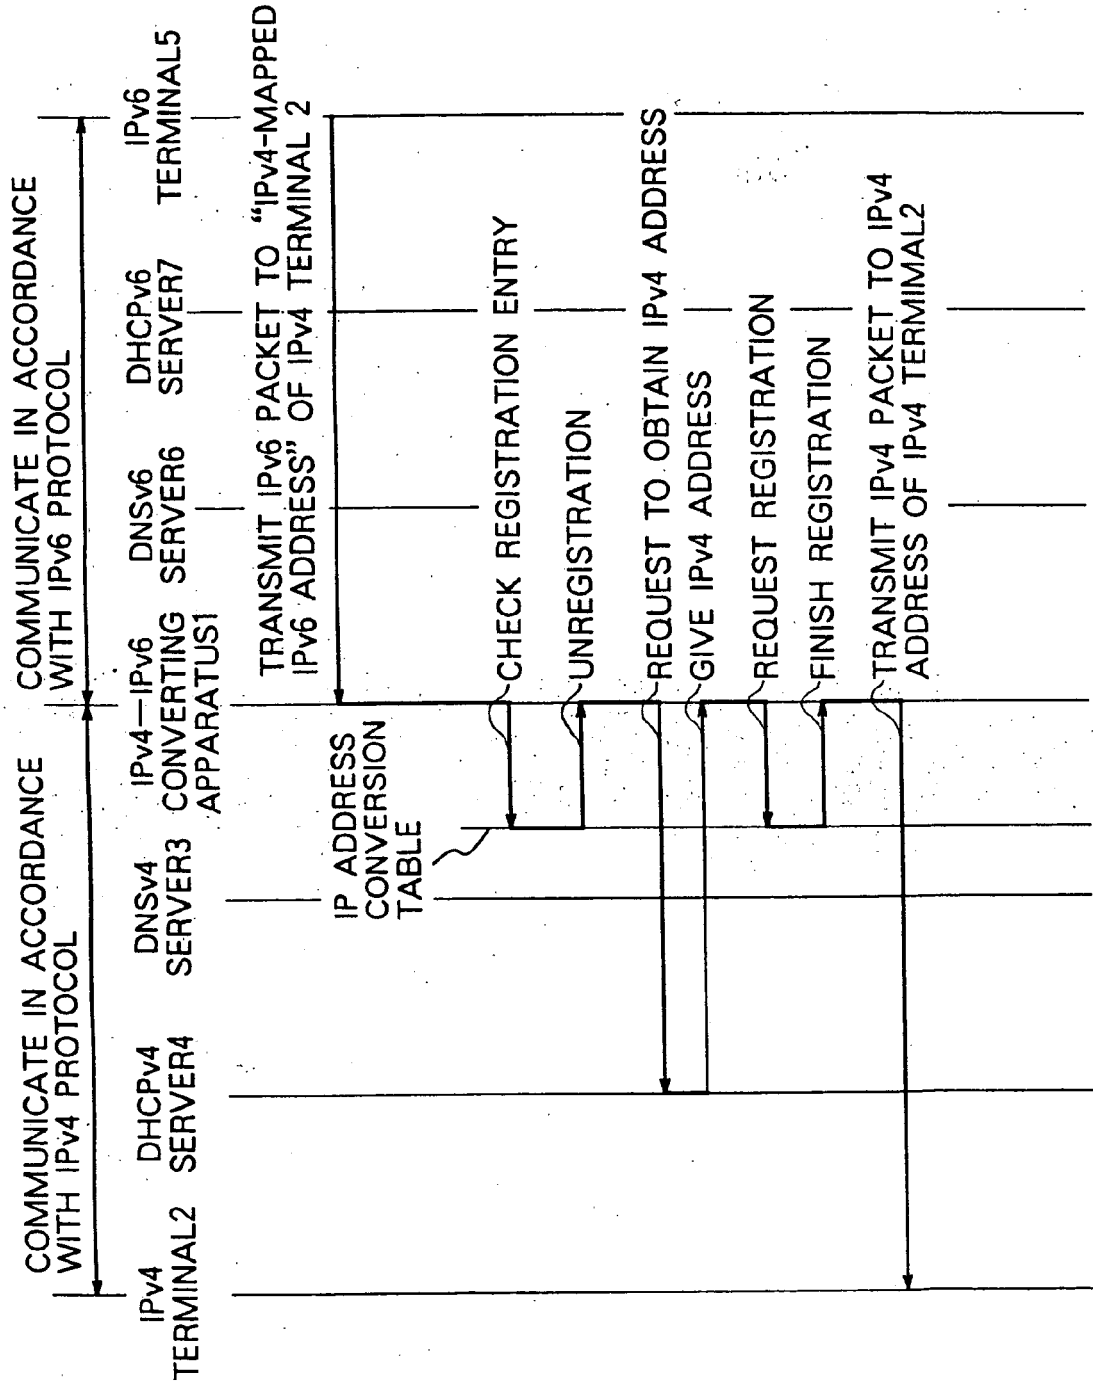 COMMUNICATE IN ACCORDANCE
WITH IPv4 PROTOCOL
COMMUNICATE IN ACCORDANCE
WITH IPv6 PROTOCOL
IPv4
TERMINAL2
DHCPv4
SERVER4
DNSv4
SERVER3
IPv4—IPv6
CONVERTING
APPARATUS1
DNSv6
SERVER6
DHCPv6
SERVER7
IPv6
TERMINAL5
TRANSMIT IPv6 PACKET TO "IPv4-MAPPED
IPv6 ADDRESS" OF IPv4 TERMINAL 2
IP ADDRESS
CONVERSION
TABLE
CHECK REGISTRATION ENTRY
UNREGISTRATION
REQUEST TO OBTAIN IPv4 ADDRESS
GIVE IPv4 ADDRESS
REQUEST REGISTRATION
FINISH REGISTRATION
TRANSMIT IPv4 PACKET TO IPv4
ADDRESS OF IPv4 TERMIMAL2